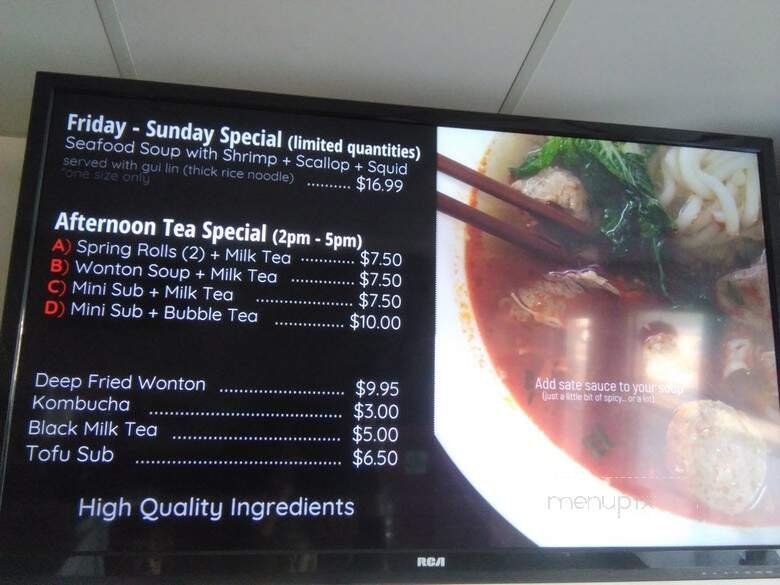 Friday - Sunday Special (limited quantities)
Seafood Soup with Shrimp + Scallop + Squid
served with gui lin (thick rice noodle) .......... $16.99
*one size only
Afternoon Tea Special (2pm - 5pm)
A) Spring Rolls (2) + Milk Tea ............ $7.50
B) Wonton Soup + Milk Tea .............. $7.50
C) Mini Sub + Milk Tea ..................... $7.50
D) Mini Sub + Bubble Tea ............... $10.00
Deep Fried Wonton ........................... $9.95
Kombucha .......................................... $3.00
Black Milk Tea ..................................... $5.00
Tofu Sub ............................................. $6.50
High Quality Ingredients
Add sate sauce to your soup
(just a little bit of spicy... or a lot)
menupix
RCA